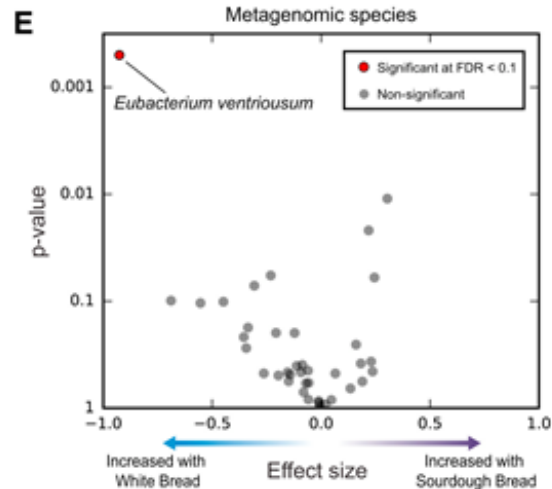 E
Metagenomic species
Significant at FDR < 0.1
Non-significant
Eubacterium ventriousum
p-value
0.001
0.01
0.1
1
−1.0 −0.5 0.0 0.5 1.0
Increased with
White Bread
Effect size
Increased with
Sourdough Bread